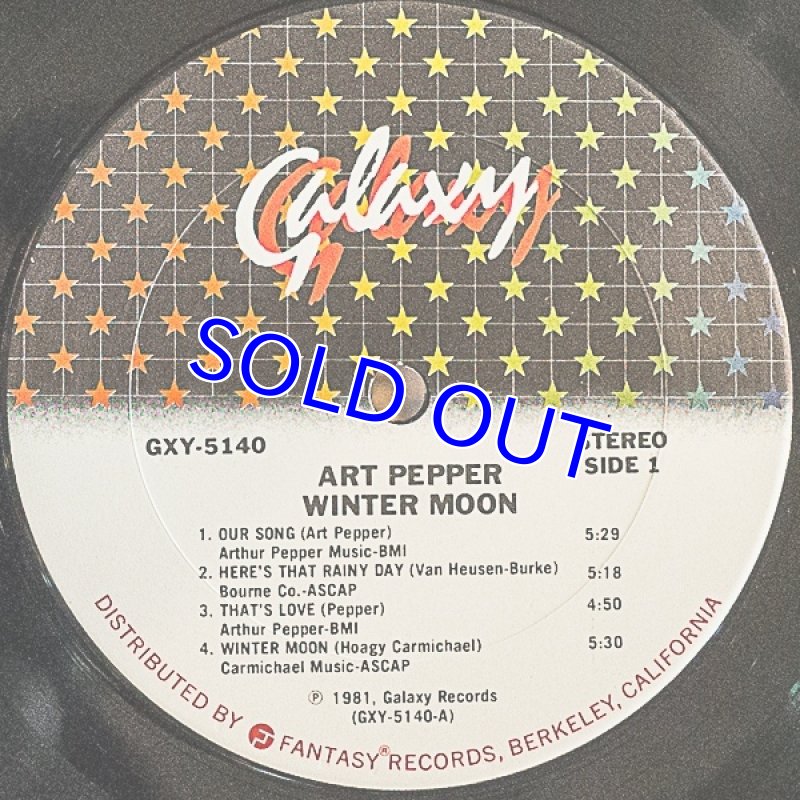 Galaxy
SOLD OUT
GXY-5140
STEREO
SIDE 1
ART PEPPER
WINTER MOON
1. OUR SONG (Art Pepper) 5:29
Arthur Pepper Music-BMI
2. HERE'S THAT RAINY DAY (Van Heusen-Burke) 5:18
Bourne Co.-ASCAP
3. THAT'S LOVE (Pepper) 4:50
Arthur Pepper-BMI
4. WINTER MOON (Hoagy Carmichael) 5:30
Carmichael Music-ASCAP
℗ 1981, Galaxy Records
(GXY-5140-A)
DISTRIBUTED BY FANTASY® RECORDS, BERKELEY, CALIFORNIA